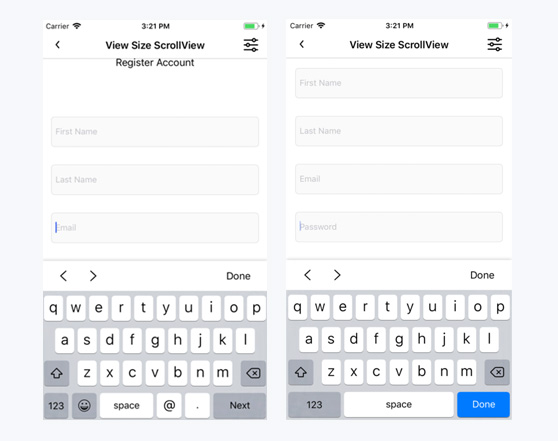 Carrier 3:21 PM
View Size ScrollView
Register Account
First Name
Last Name
Email
Done
q w e r t y u i o p
a s d f g h j k l
z x c v b n m
123 space @ . Next
Carrier 3:21 PM
View Size ScrollView
First Name
Last Name
Email
Password
Done
q w e r t y u i o p
a s d f g h j k l
z x c v b n m
123 space Done